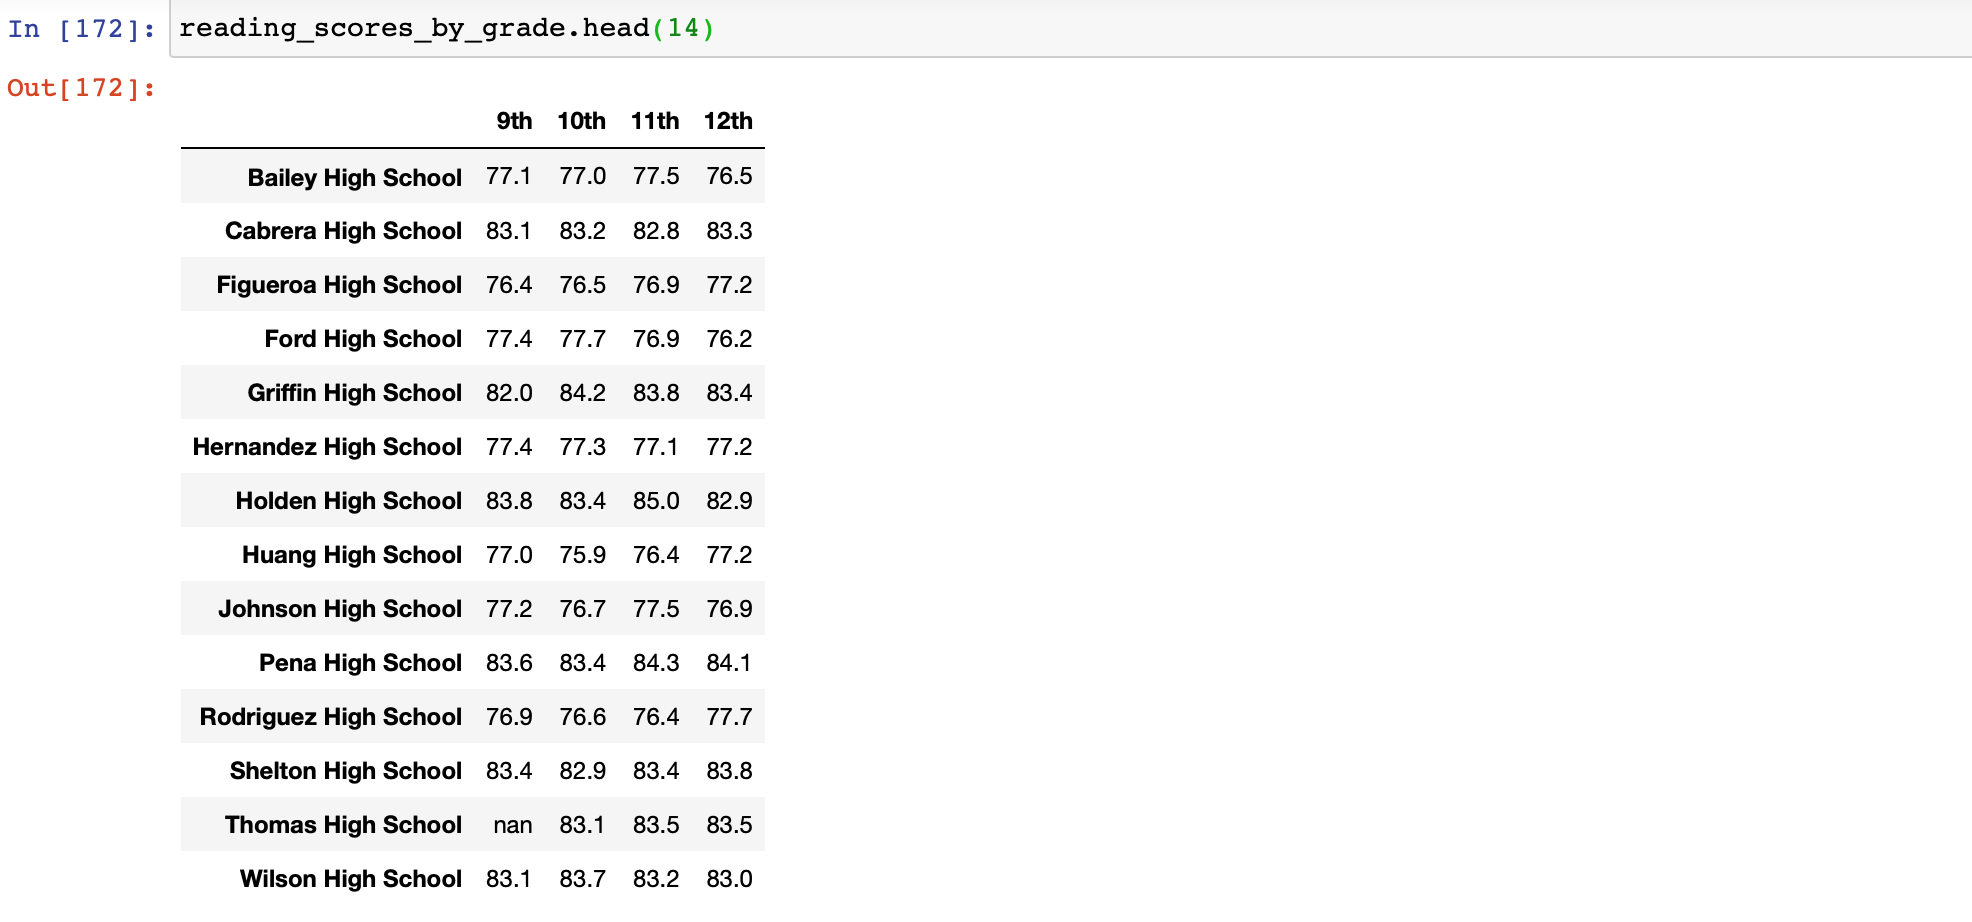 In [172]: reading_scores_by_grade.head(14)
Out[172]:
9th 10th 11th 12th
Bailey High School 77.1 77.0 77.5 76.5
Cabrera High School 83.1 83.2 82.8 83.3
Figueroa High School 76.4 76.5 76.9 77.2
Ford High School 77.4 77.7 76.9 76.2
Griffin High School 82.0 84.2 83.8 83.4
Hernandez High School 77.4 77.3 77.1 77.2
Holden High School 83.8 83.4 85.0 82.9
Huang High School 77.0 75.9 76.4 77.2
Johnson High School 77.2 76.7 77.5 76.9
Pena High School 83.6 83.4 84.3 84.1
Rodriguez High School 76.9 76.6 76.4 77.7
Shelton High School 83.4 82.9 83.4 83.8
Thomas High School nan 83.1 83.5 83.5
Wilson High School 83.1 83.7 83.2 83.0